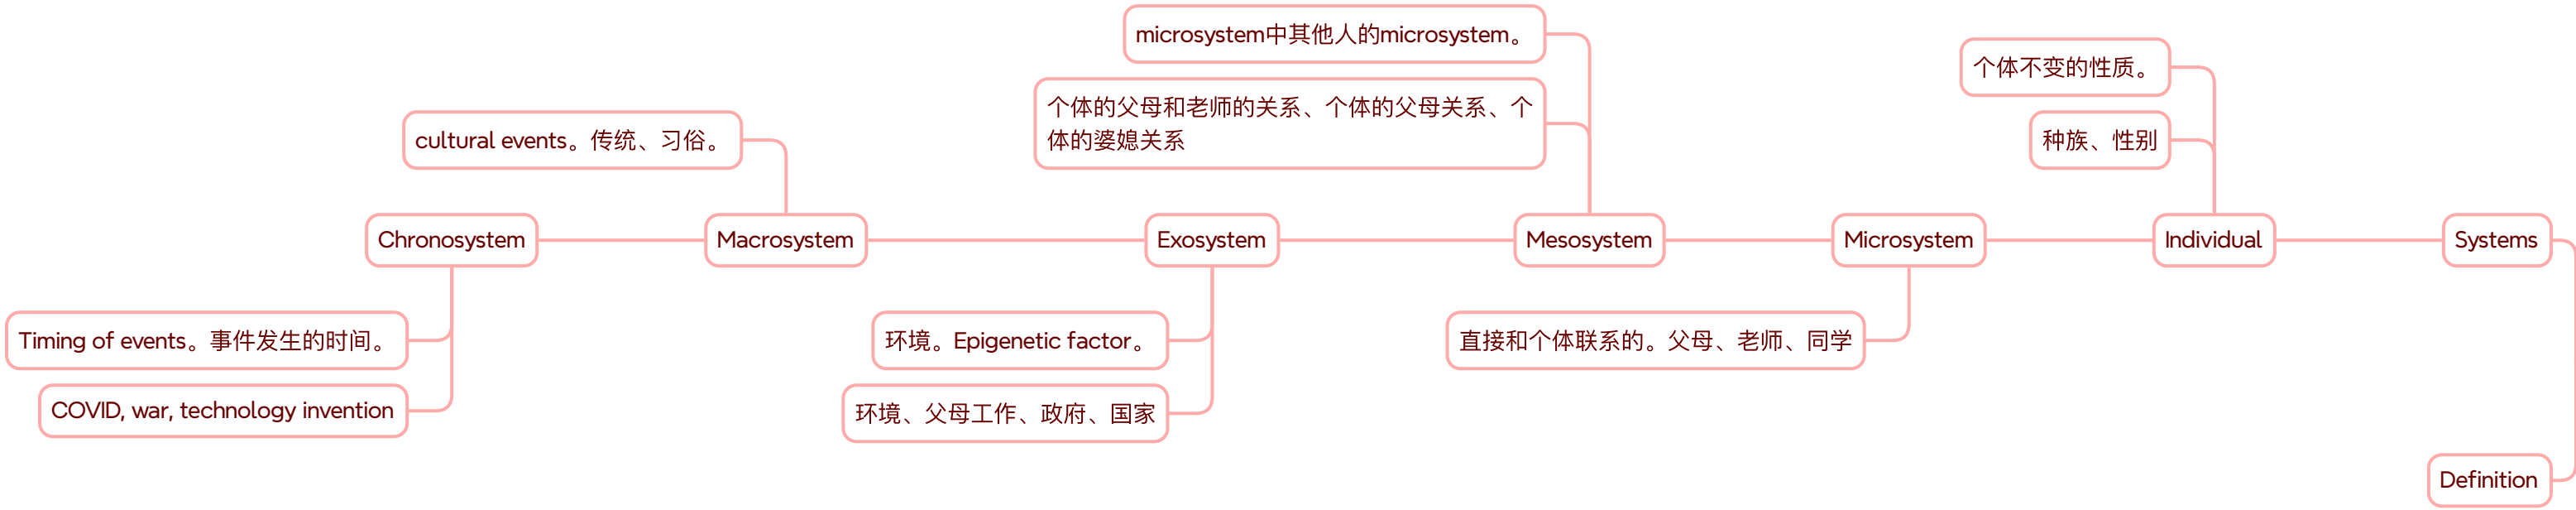 microsystem中其他人的microsystem。
个体不变的性质。
个体的父母和老师的关系、个体的父母关系、个
体的婆媳关系
cultural events。传统、习俗。
种族、性别
Chronosystem
Macrosystem
Exosystem
Mesosystem
Microsystem
Individual
Systems
Timing of events。事件发生的时间。
环境。Epigenetic factor。
直接和个体联系的。父母、老师、同学
COVID, war, technology invention
环境、父母工作、政府、国家
Definition